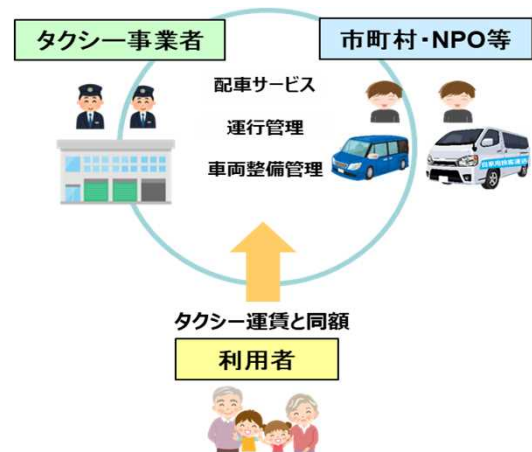 タクシー事業者
市町村・NPO等
配車サービス
運行管理
車両整備管理
タクシー運賃と同額
利用者